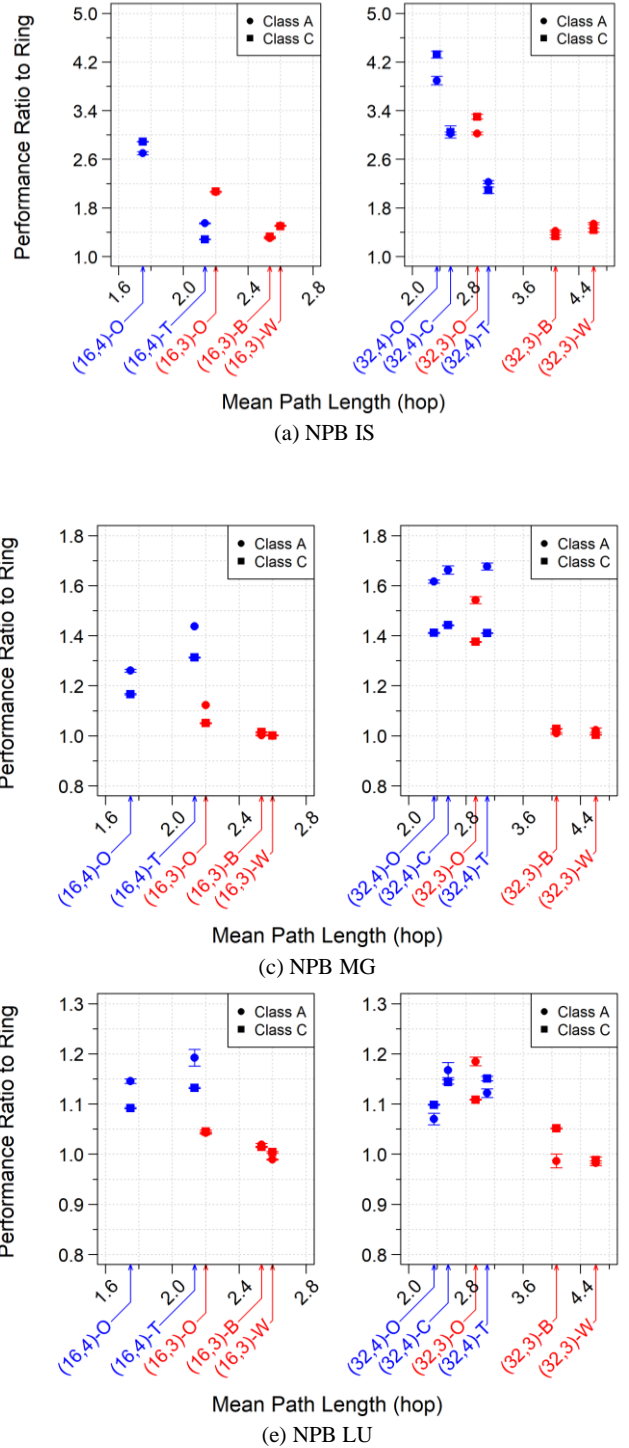 Performance Ratio to Ring
5.0
4.2
3.4
2.6
1.8
1.0
Class A
Class C
1.6
2.0
2.4
2.8
(16,4)-O
(16,4)-T
(16,3)-O
(16,3)-B
(16,3)-W
5.0
4.2
3.4
2.6
1.8
1.0
Class A
Class C
2.0
2.8
3.6
4.4
(32,4)-O
(32,4)-C
(32,3)-O
(32,4)-T
(32,3)-B
(32,3)-W
Mean Path Length (hop)
(a) NPB IS
Performance Ratio to Ring
1.8
1.6
1.4
1.2
1.0
0.8
Class A
Class C
1.6
2.0
2.4
2.8
(16,4)-O
(16,4)-T
(16,3)-O
(16,3)-B
(16,3)-W
1.8
1.6
1.4
1.2
1.0
0.8
Class A
Class C
2.0
2.8
3.6
4.4
(32,4)-O
(32,4)-C
(32,3)-O
(32,4)-T
(32,3)-B
(32,3)-W
Mean Path Length (hop)
(c) NPB MG
Performance Ratio to Ring
1.3
1.2
1.1
1.0
0.9
0.8
Class A
Class C
1.6
2.0
2.4
2.8
(16,4)-O
(16,4)-T
(16,3)-O
(16,3)-B
(16,3)-W
1.3
1.2
1.1
1.0
0.9
0.8
Class A
Class C
2.0
2.8
3.6
4.4
(32,4)-O
(32,4)-C
(32,3)-O
(32,4)-T
(32,3)-B
(32,3)-W
Mean Path Length (hop)
(e) NPB LU